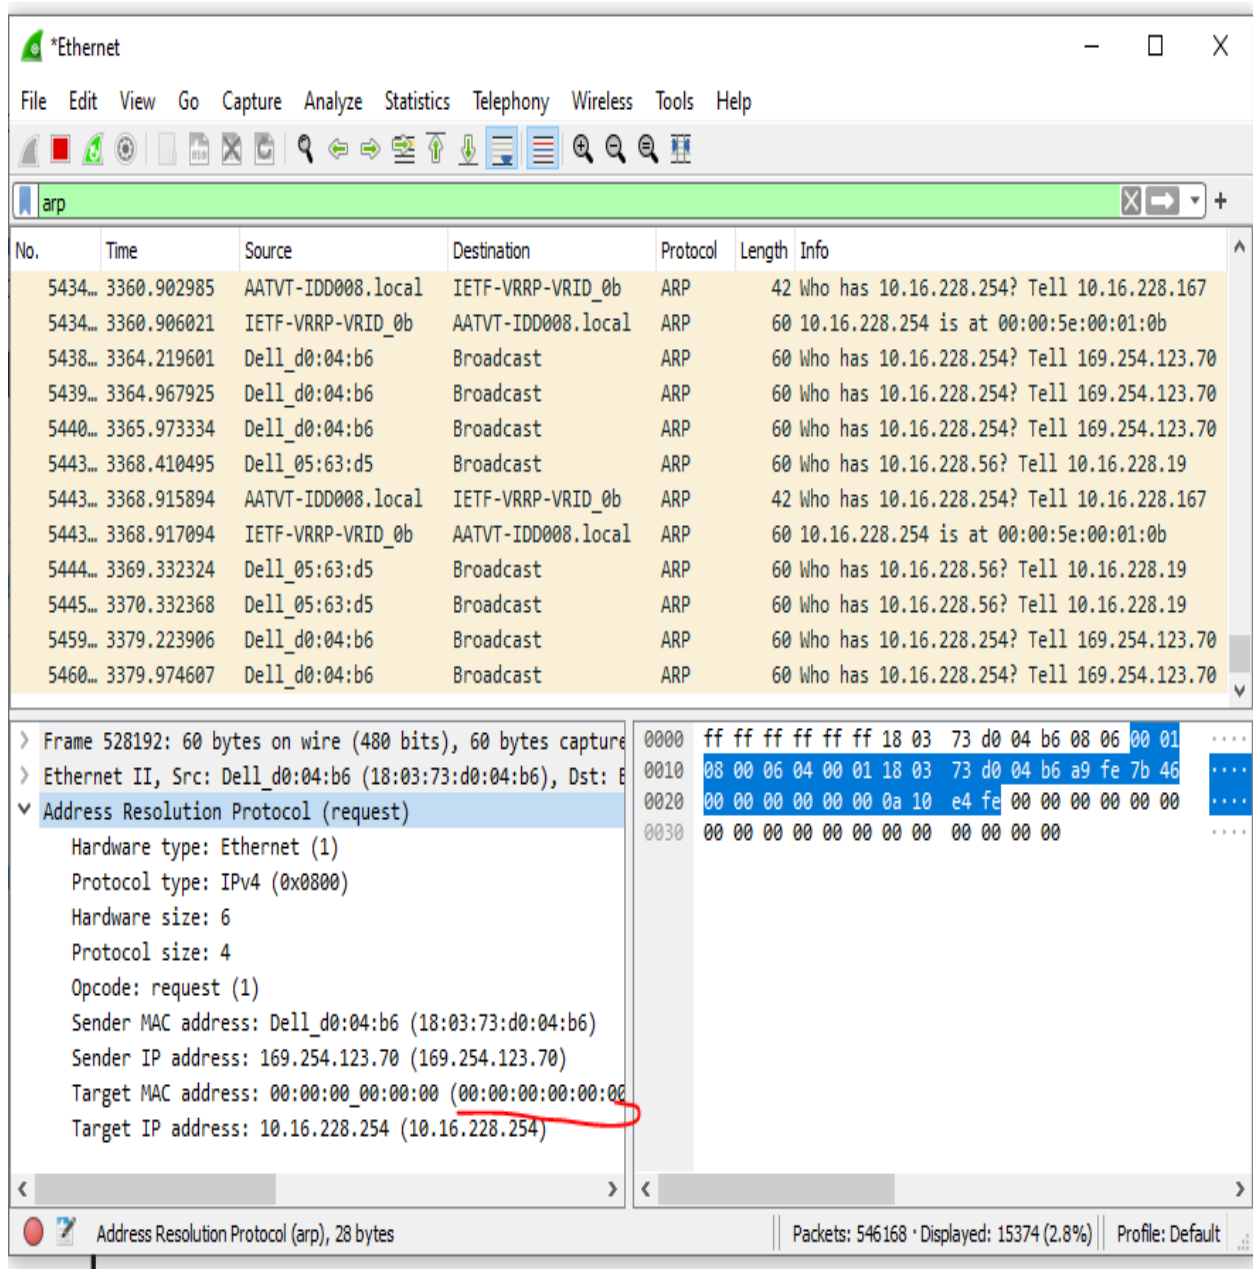 *Ethernet
File Edit View Go Capture Analyze Statistics Telephony Wireless Tools Help
arp
No. Time Source Destination Protocol Length Info
5434… 3360.902985 AATVT-IDD008.local IETF-VRRP-VRID_0b ARP 42 Who has 10.16.228.254? Tell 10.16.228.167
5434… 3360.906021 IETF-VRRP-VRID_0b AATVT-IDD008.local ARP 60 10.16.228.254 is at 00:00:5e:00:01:0b
5438… 3364.219601 Dell_d0:04:b6 Broadcast ARP 60 Who has 10.16.228.254? Tell 169.254.123.70
5439… 3364.967925 Dell_d0:04:b6 Broadcast ARP 60 Who has 10.16.228.254? Tell 169.254.123.70
5440… 3365.973334 Dell_d0:04:b6 Broadcast ARP 60 Who has 10.16.228.254? Tell 169.254.123.70
5443… 3368.410495 Dell_05:63:d5 Broadcast ARP 60 Who has 10.16.228.56? Tell 10.16.228.19
5443… 3368.915894 AATVT-IDD008.local IETF-VRRP-VRID_0b ARP 42 Who has 10.16.228.254? Tell 10.16.228.167
5443… 3368.917094 IETF-VRRP-VRID_0b AATVT-IDD008.local ARP 60 10.16.228.254 is at 00:00:5e:00:01:0b
5444… 3369.332324 Dell_05:63:d5 Broadcast ARP 60 Who has 10.16.228.56? Tell 10.16.228.19
5445… 3370.332368 Dell_05:63:d5 Broadcast ARP 60 Who has 10.16.228.56? Tell 10.16.228.19
5459… 3379.223906 Dell_d0:04:b6 Broadcast ARP 60 Who has 10.16.228.254? Tell 169.254.123.70
5460… 3379.974607 Dell_d0:04:b6 Broadcast ARP 60 Who has 10.16.228.254? Tell 169.254.123.70
Frame 528192: 60 bytes on wire (480 bits), 60 bytes capture
Ethernet II, Src: Dell_d0:04:b6 (18:03:73:d0:04:b6), Dst: B
Address Resolution Protocol (request)
Hardware type: Ethernet (1)
Protocol type: IPv4 (0x0800)
Hardware size: 6
Protocol size: 4
Opcode: request (1)
Sender MAC address: Dell_d0:04:b6 (18:03:73:d0:04:b6)
Sender IP address: 169.254.123.70 (169.254.123.70)
Target MAC address: 00:00:00_00:00:00 (00:00:00:00:00:00
Target IP address: 10.16.228.254 (10.16.228.254)
0000 ff ff ff ff ff ff 18 03 73 d0 04 b6 08 06 00 01 ····
0010 08 00 06 04 00 01 18 03 73 d0 04 b6 a9 fe 7b 46 ····
0020 00 00 00 00 00 00 0a 10 e4 fe 00 00 00 00 00 00 ····
0030 00 00 00 00 00 00 00 00 00 00 00 00 ····
Address Resolution Protocol (arp), 28 bytes
Packets: 546168 · Displayed: 15374 (2.8%)
Profile: Default